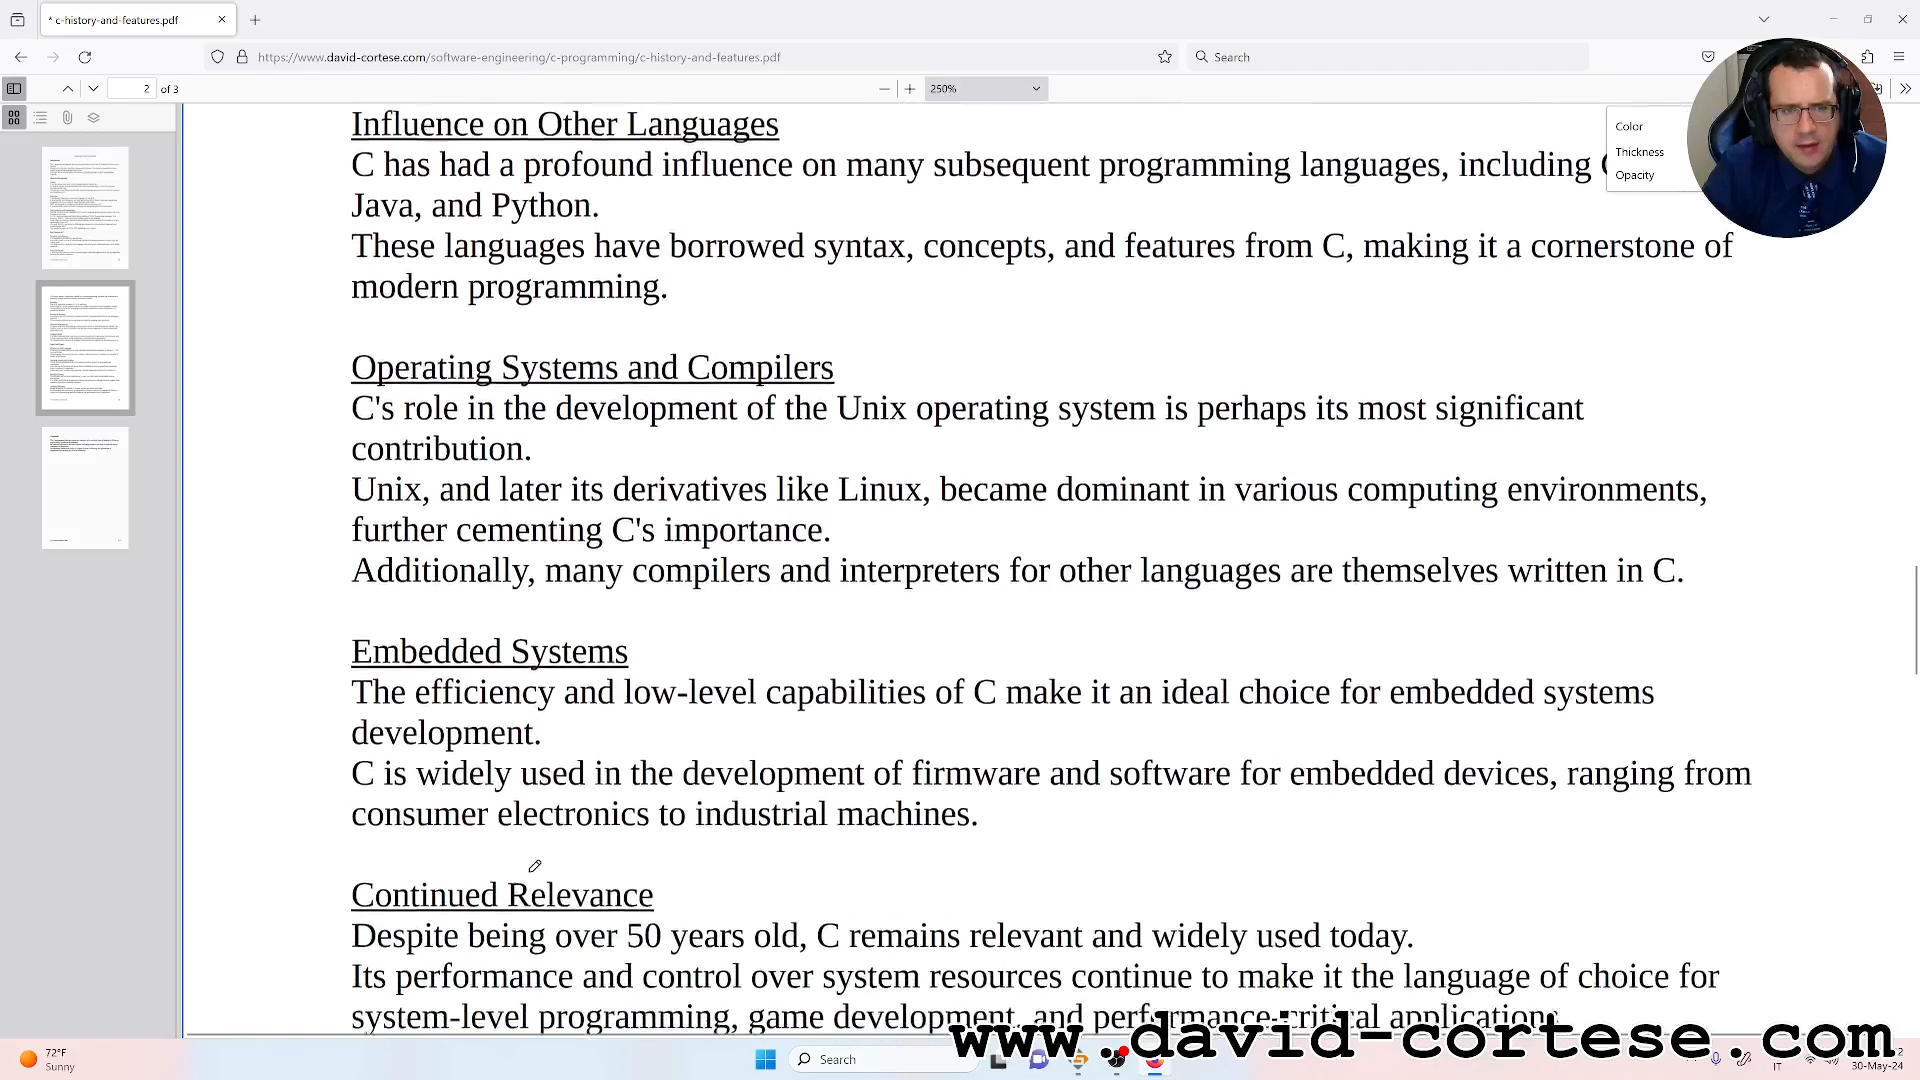 * c-history-and-features.pdf
https://www.david-cortese.com/software-engineering/c-programming/c-history-and-features.pdf
Search
2 of 3
250%
Color
Thickness
Opacity
Influence on Other Languages
C has had a profound influence on many subsequent programming languages, including
Java, and Python.
These languages have borrowed syntax, concepts, and features from C, making it a cornerstone of
modern programming.
Operating Systems and Compilers
C's role in the development of the Unix operating system is perhaps its most significant
contribution.
Unix, and later its derivatives like Linux, became dominant in various computing environments,
further cementing C's importance.
Additionally, many compilers and interpreters for other languages are themselves written in C.
Embedded Systems
The efficiency and low-level capabilities of C make it an ideal choice for embedded systems
development.
C is widely used in the development of firmware and software for embedded devices, ranging from
consumer electronics to industrial machines.
Continued Relevance
Despite being over 50 years old, C remains relevant and widely used today.
Its performance and control over system resources continue to make it the language of choice for
system-level programming, game development, and performance-critical applications
www.david-cortese.com
72°F
Sunny
Search
IT
30-May-24